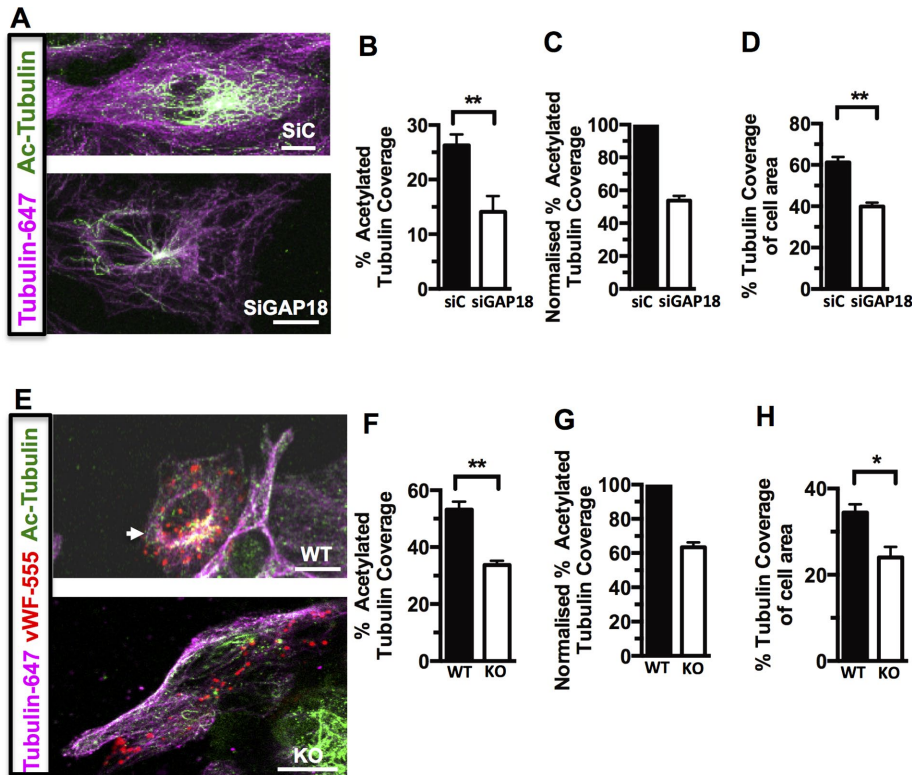 A
Tubulin-647 Ac-Tubulin
SiC
SiGAP18
B
% Acetylated
Tubulin Coverage
30
20
10
0
**
siC siGAP18
C
Normalised % Acetylated
Tubulin Coverage
100
80
60
40
20
0
siC siGAP18
D
% Tubulin Coverage
of cell area
80
60
40
20
0
**
siC siGAP18
E
Tubulin-647 vWF-555 Ac-Tubulin
WT
KO
F
% Acetylated
Tubulin Coverage
60
40
20
0
**
WT KO
G
Normalised % Acetylated
Tubulin Coverage
100
80
60
40
20
0
WT KO
H
% Tubulin Coverage
of cell area
40
20
0
*
WT KO